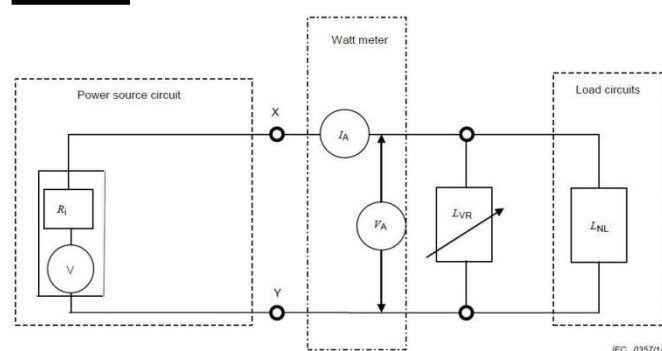 Watt meter
Power source circuit
Load circuits
X
I_A
R_i
L_VR
L_NL
V_A
V
Y